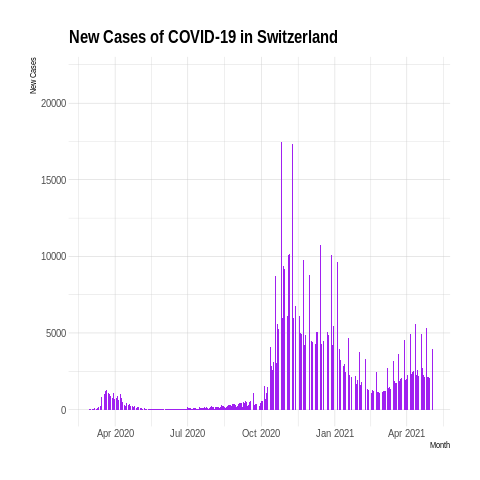 New Cases of COVID-19 in Switzerland
New Cases
20000
15000
10000
5000
0
Apr 2020 Jul 2020 Oct 2020 Jan 2021 Apr 2021
Month